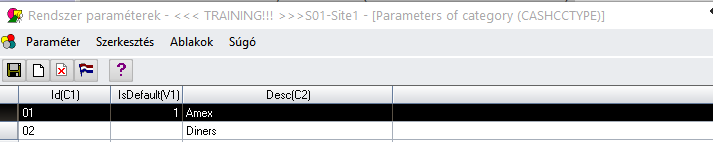 Rendszer paraméterek - <<< TRAINING!!! >>>S01-Site1 - [Parameters of category (CASHCCTYPE)]
Paraméter Szerkesztés Ablakok Súgó
?
Id(C1) IsDefault(V1) Desc(C2)
01 1 Amex
02 Diners